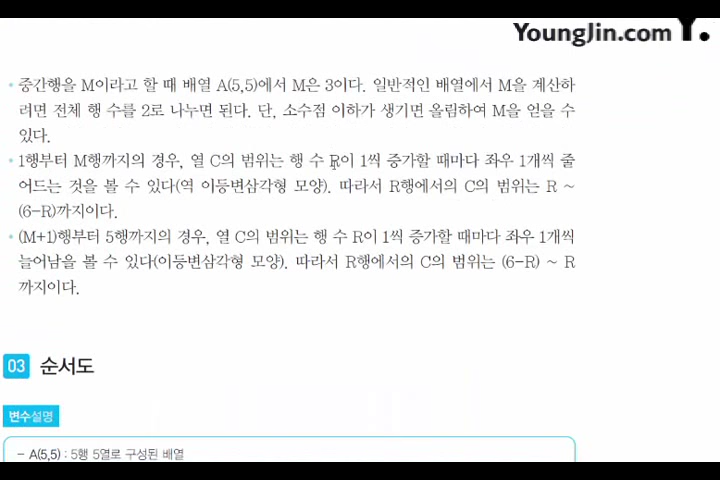 YoungJin.com Y.
• 중간행을 M이라고 할 때 배열 A(5,5)에서 M은 3이다. 일반적인 배열에서 M을 계산하
려면 전체 행 수를 2로 나누면 된다. 단, 소수점 이하가 생기면 올림하여 M을 얻을 수
있다.
• 1행부터 M행까지의 경우, 열 C의 범위는 행 수 R이 1씩 증가할 때마다 좌우 1개씩 줄
어드는 것을 볼 수 있다(역 이등변삼각형 모양). 따라서 R행에서의 C의 범위는 R ~
(6-R)까지이다.
• (M+1)행부터 5행까지의 경우, 열 C의 범위는 행 수 R이 1씩 증가할 때마다 좌우 1개씩
늘어남을 볼 수 있다(이등변삼각형 모양). 따라서 R행에서의 C의 범위는 (6-R) ~ R
까지이다.
03 순서도
변수설명
- A(5,5) : 5행 5열로 구성된 배열